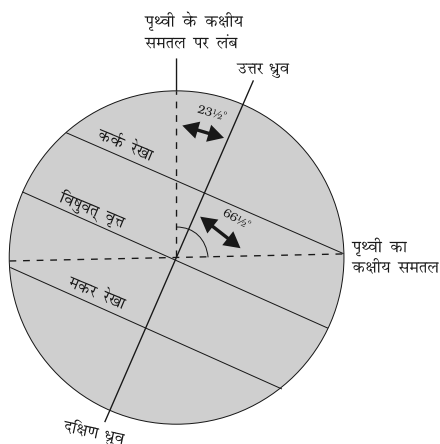 पृथ्वी के कक्षीय
समतल पर लंब
उत्तर ध्रुव
23½°
कर्क रेखा
66½°
विषुवत् वृत्त
पृथ्वी का
कक्षीय समतल
मकर रेखा
दक्षिण ध्रुव